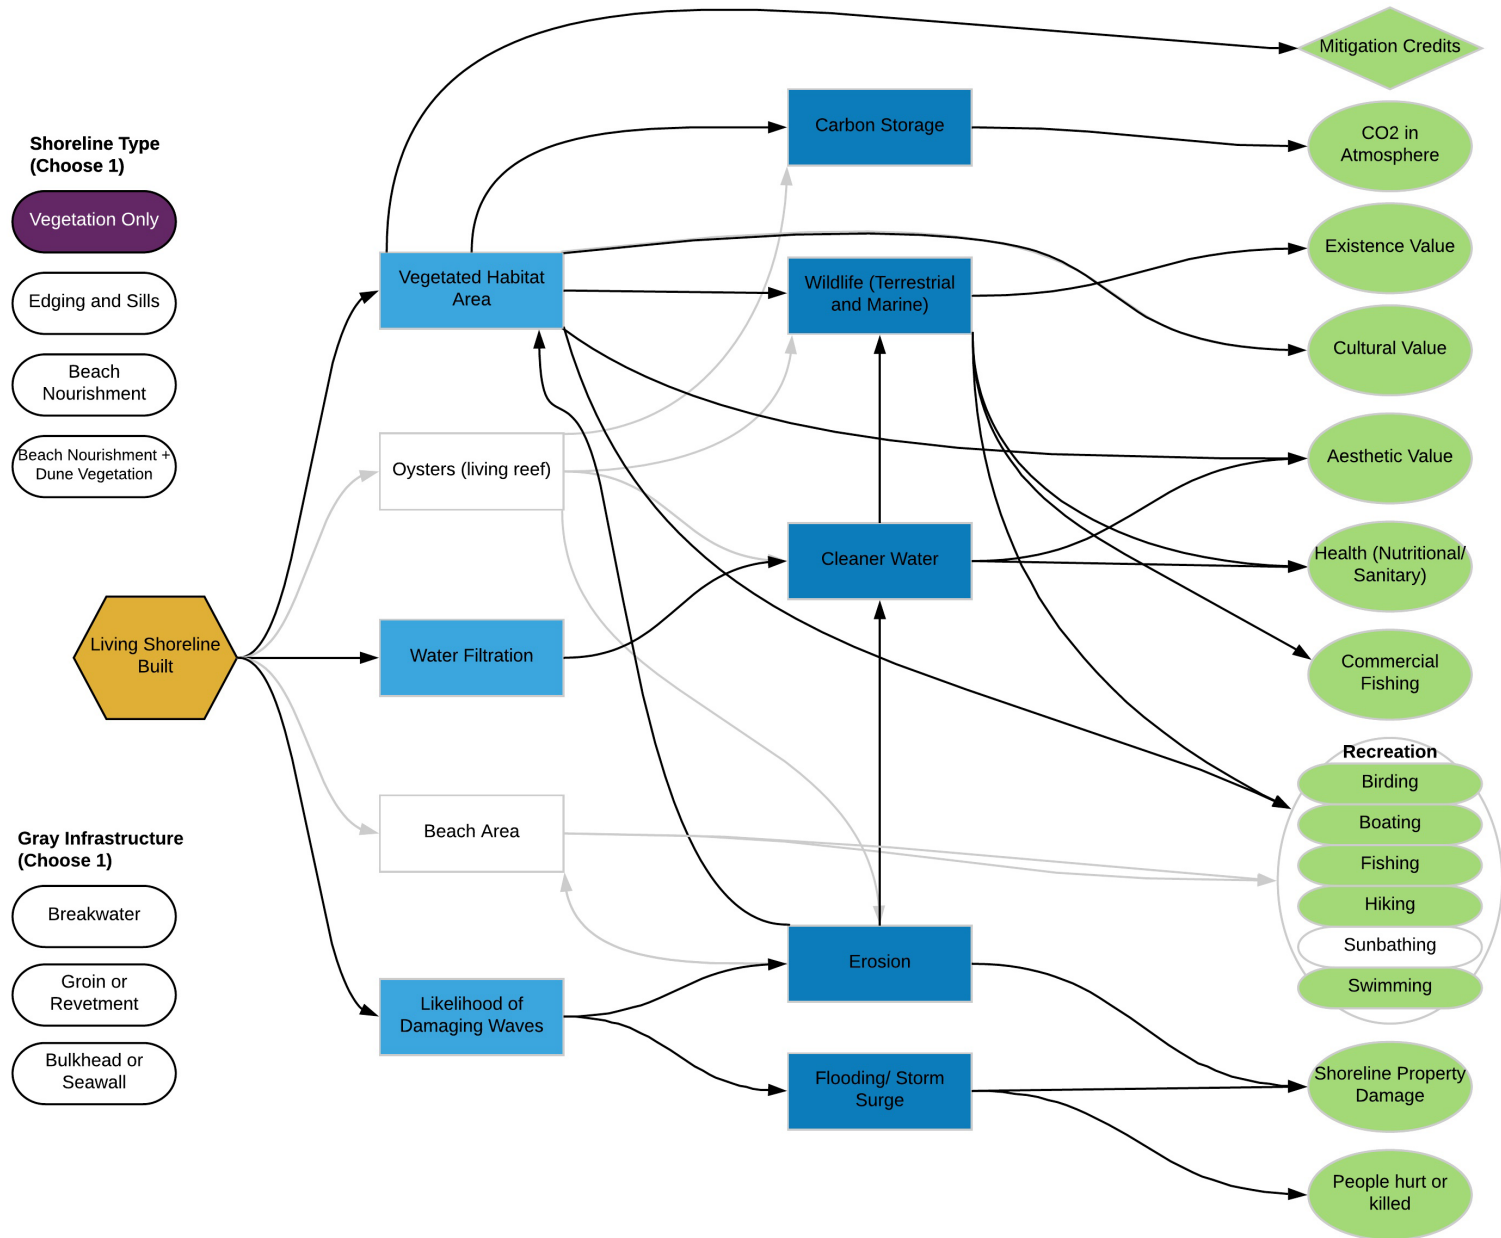 Shoreline Type
(Choose 1)
Vegetation Only
Edging and Sills
Beach
Nourishment
Beach Nourishment +
Dune Vegetation
Living Shoreline
Built
Gray Infrastructure
(Choose 1)
Breakwater
Groin or
Revetment
Bulkhead or
Seawall
Vegetated Habitat
Area
Oysters (living reef)
Water Filtration
Beach Area
Likelihood of
Damaging Waves
Carbon Storage
Wildlife (Terrestrial
and Marine)
Cleaner Water
Erosion
Flooding/ Storm
Surge
Mitigation Credits
CO2 in
Atmosphere
Existence Value
Cultural Value
Aesthetic Value
Health (Nutritional/
Sanitary)
Commercial
Fishing
Recreation
Birding
Boating
Fishing
Hiking
Sunbathing
Swimming
Shoreline Property
Damage
People hurt or
killed